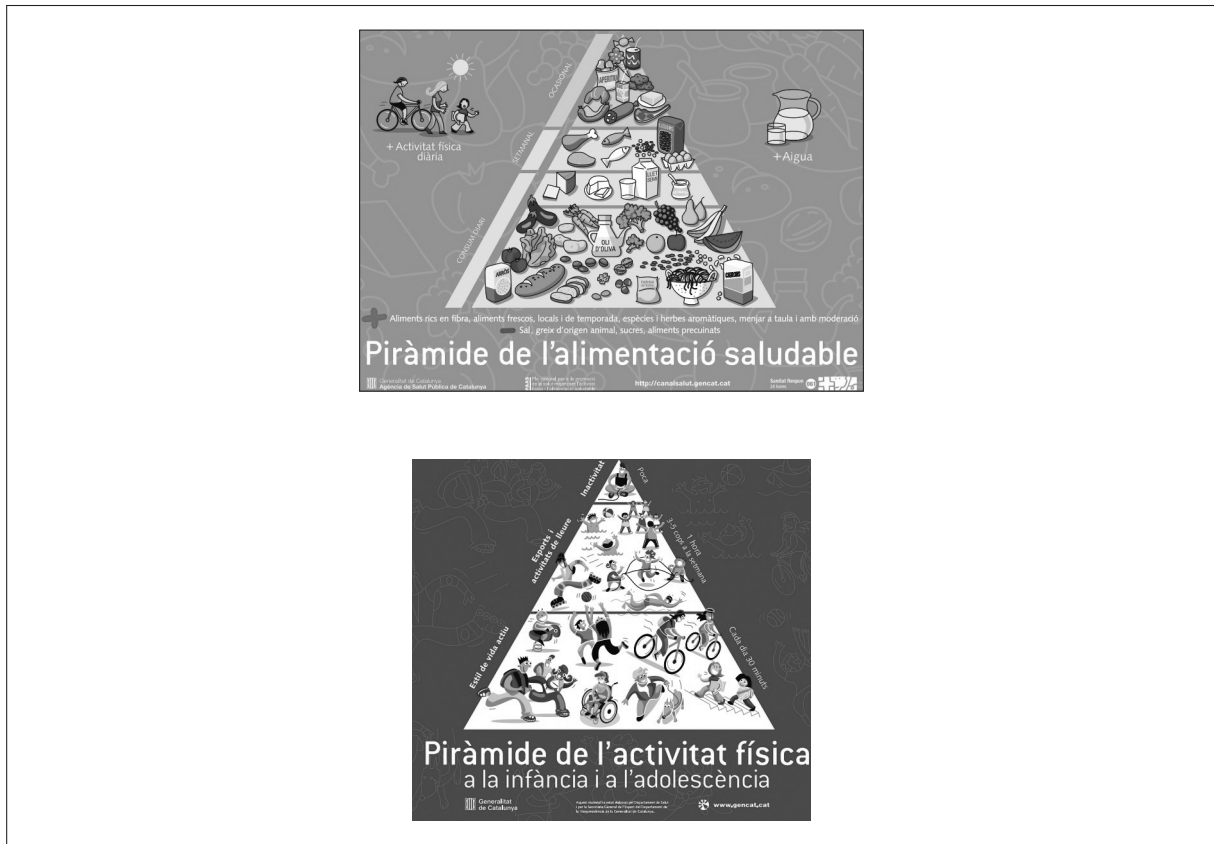 OCASIONAL
SETMANAL
CONSUM DIARI
+ Activitat física
diària
+ Aigua
APERITIU
LLET
SEMI
OLI
D'OLIVA
ARRÒS
Aliments rics en fibra, aliments frescos, locals i de temporada, espècies i herbes aromàtiques, menjar a taula i amb moderació
Sal, greix d'origen animal, sucres, aliments precuinats
Piràmide de l'alimentació saludable
Generalitat de Catalunya
Agència de Salut Pública de Catalunya
http://canalsalut.gencat.cat
Sanitat Respon
Inactivitat
Poca
Esports i
activitats de lleure
1 hora
3-5 cops a la setmana
Estil de vida actiu
Cada dia 30 minuts
Piràmide de l'activitat física
a la infància i a l'adolescència
Generalitat
de Catalunya
www.gencat.cat